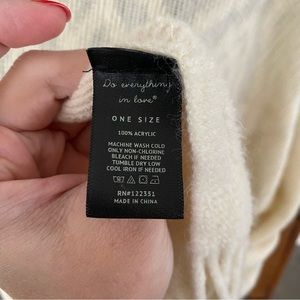 Do everything
in love®
ONE SIZE
100% ACRYLIC
MACHINE WASH COLD
ONLY NON-CHLORINE
BLEACH IF NEEDED
TUMBLE DRY LOW
COOL IRON IF NEEDED
RN#122351
MADE IN CHINA